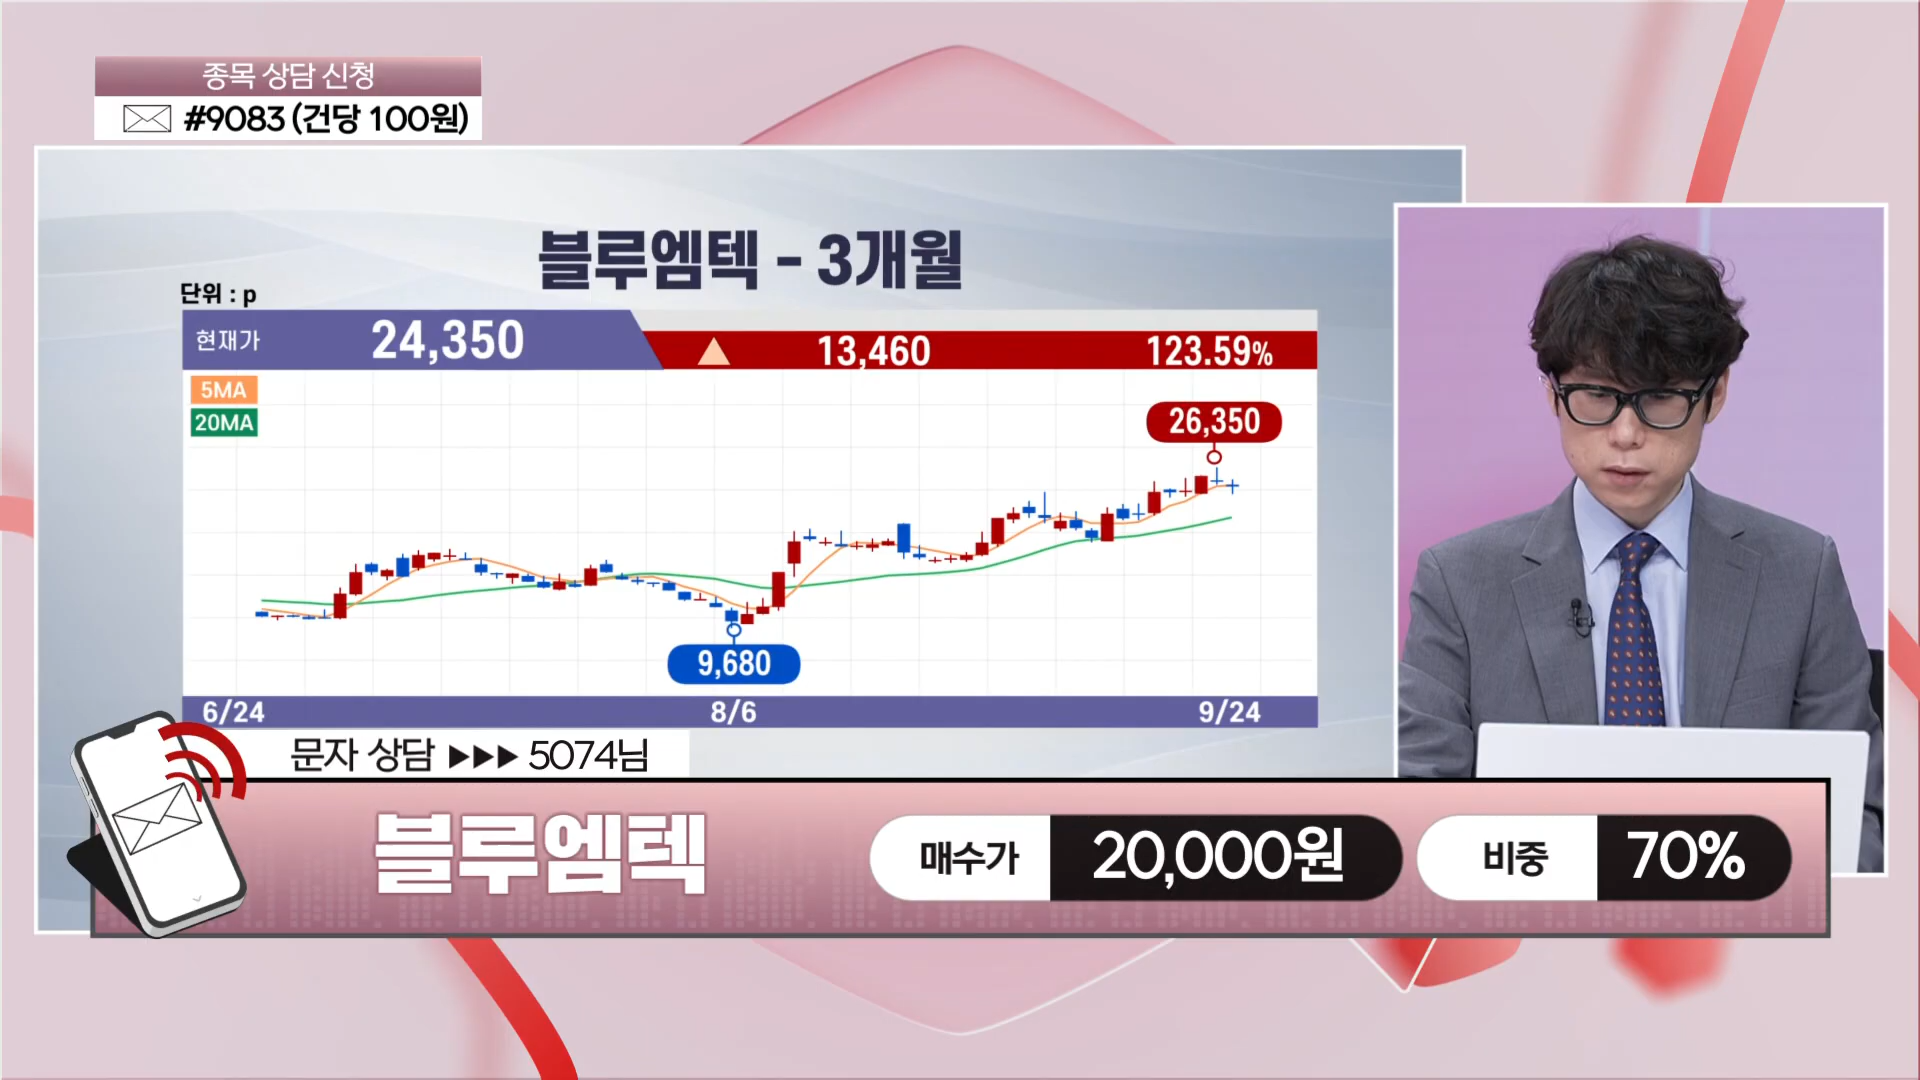 종목 상담 신청
#9083 (건당 100원)
블루엠텍 - 3개월
단위 : p
현재가 24,350 13,460 123.59%
5MA
20MA
26,350
9,680
6/24 8/6 9/24
문자 상담 ▶▶▶ 5074님
블루엠텍 매수가 20,000원 비중 70%